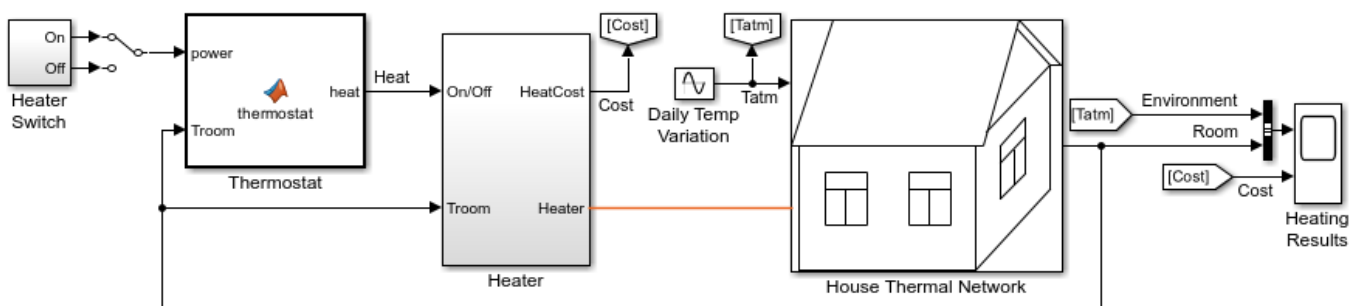 On
Off
Heater
Switch
power
Troom
thermostat
heat
Thermostat
Heat
On/Off
HeatCost
Troom
Heater
Heater
[Cost]
Cost
[Tatm]
Tatm
Daily Temp
Variation
House Thermal Network
[Tatm]
Environment
Room
[Cost]
Cost
Heating
Results